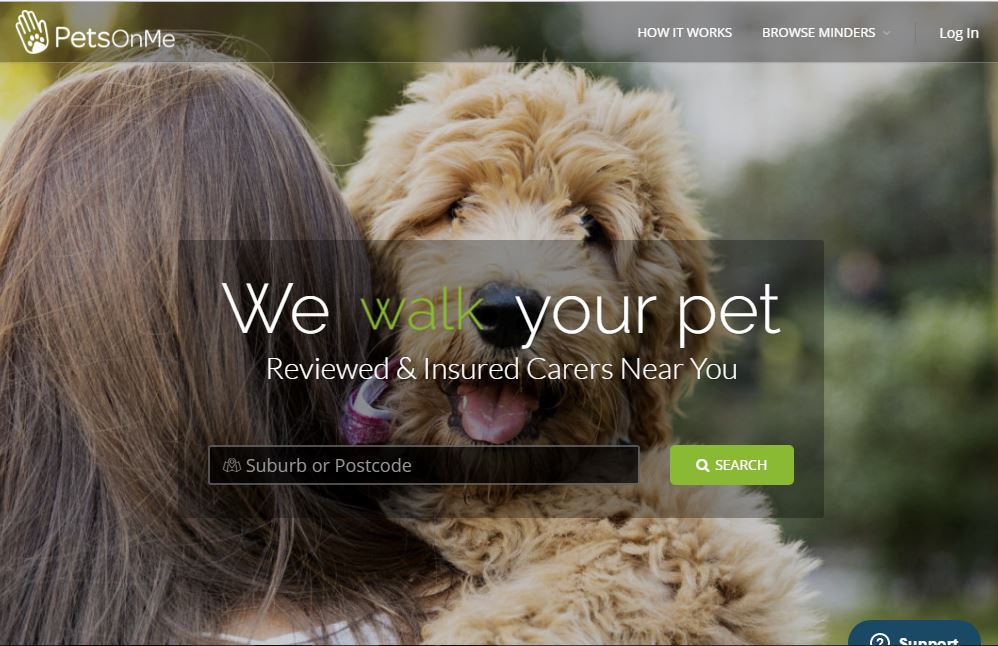 PetsOnMe
HOW IT WORKS
BROWSE MINDERS
Log In
We walk your pet
Reviewed & Insured Carers Near You
Suburb or Postcode
SEARCH
Support